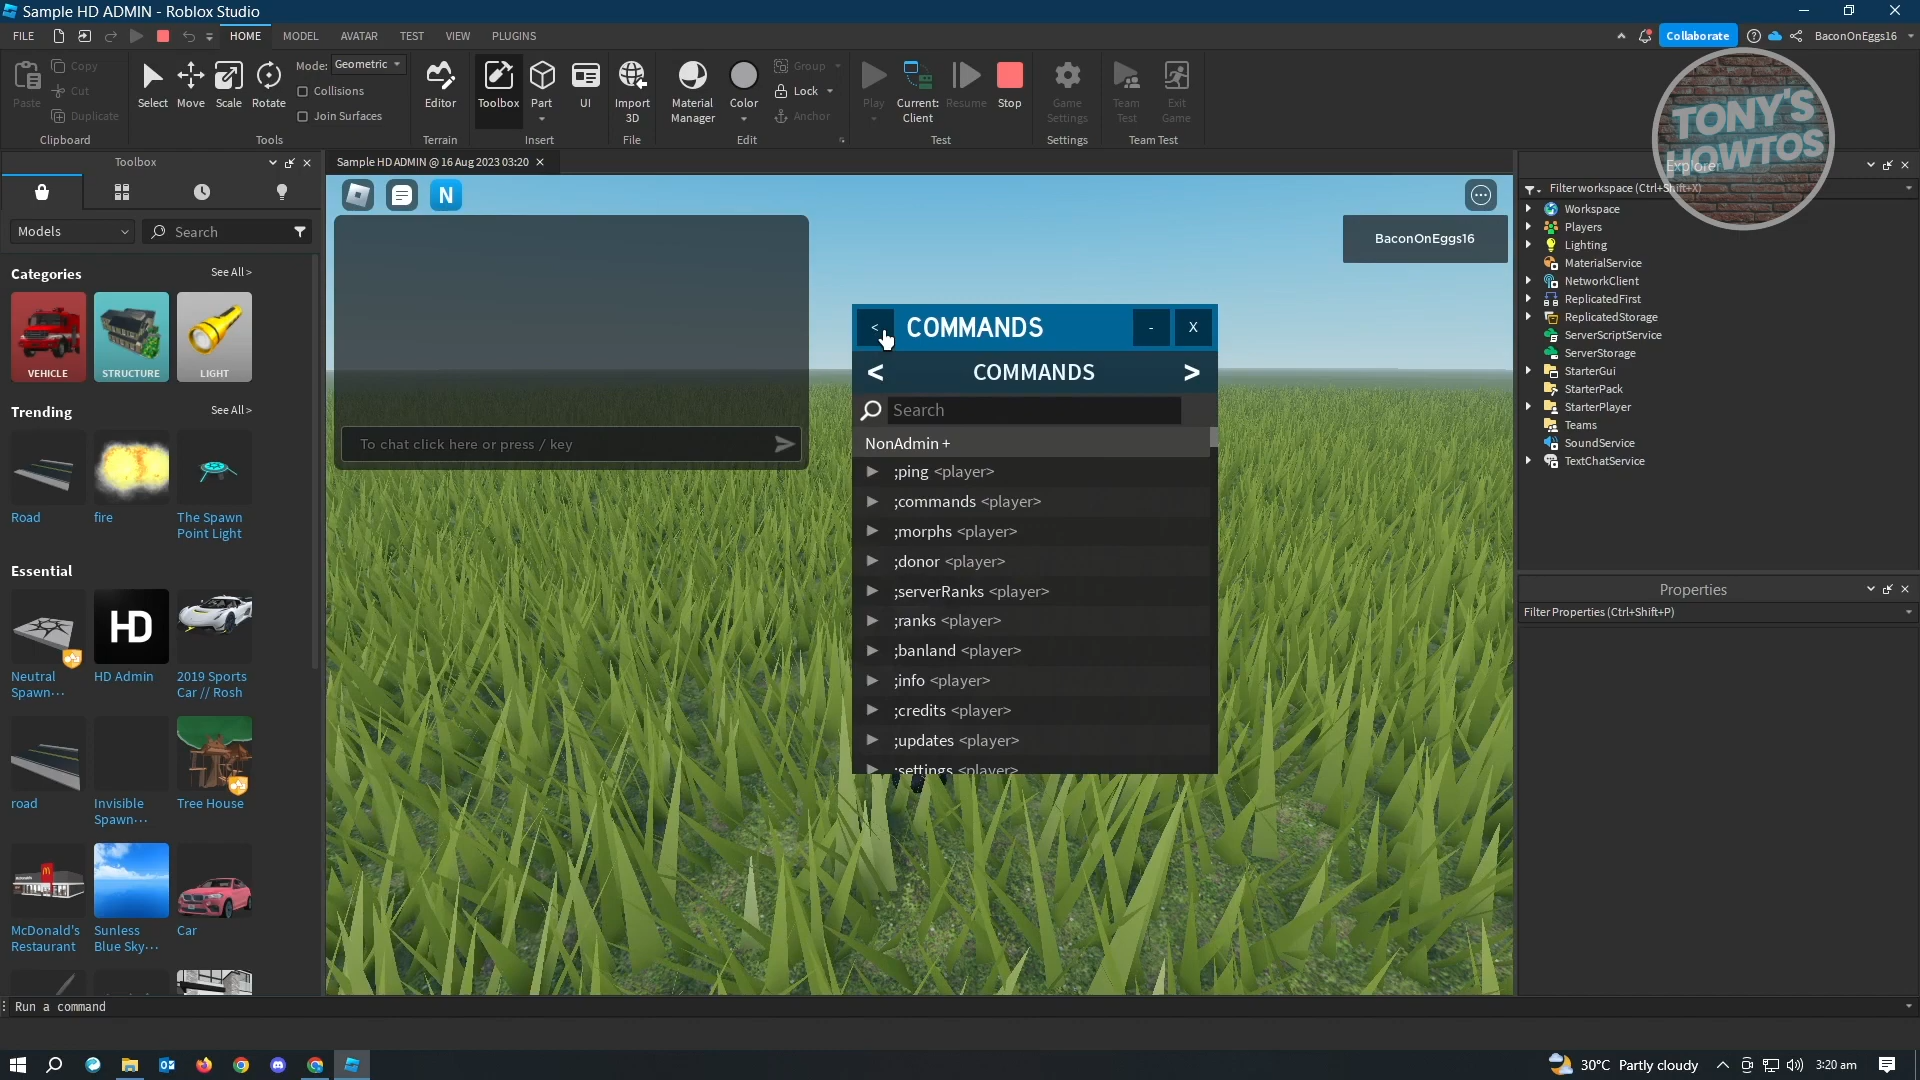 Sample HD ADMIN - Roblox Studio
FILE
HOME
MODEL
AVATAR
TEST
VIEW
PLUGINS
Collaborate
BaconOnEggs16
Paste
Copy
Cut
Duplicate
Clipboard
Select
Move
Scale
Rotate
Mode: Geometric
Collisions
Join Surfaces
Tools
Editor
Terrain
Toolbox
Part
UI
Insert
Import
3D
File
Material
Manager
Color
Group
Lock
Anchor
Edit
Play
Current:
Client
Resume
Stop
Test
Game
Settings
Settings
Team
Test
Exit
Game
Team Test
TONY'S
HOWTOS
Toolbox
Models
Search
Categories
See All >
VEHICLE
STRUCTURE
LIGHT
Trending
See All >
Road
fire
The Spawn
Point Light
Essential
HD
Neutral
Spawn...
HD Admin
2019 Sports
Car // Rosh
road
Invisible
Spawn...
Tree House
McDonald's
Restaurant
Sunless
Blue Sky...
Car
Sample HD ADMIN @ 16 Aug 2023 03:20
N
To chat click here or press / key
BaconOnEggs16
< COMMANDS - X
< COMMANDS >
Search
NonAdmin +
;ping <player>
;commands <player>
;morphs <player>
;donor <player>
;serverRanks <player>
;ranks <player>
;banland <player>
;info <player>
;credits <player>
;updates <player>
;settings <player>
Explorer
Filter workspace (Ctrl+Shift+X)
Workspace
Players
Lighting
MaterialService
NetworkClient
ReplicatedFirst
ReplicatedStorage
ServerScriptService
ServerStorage
StarterGui
StarterPack
StarterPlayer
Teams
SoundService
TextChatService
Properties
Filter Properties (Ctrl+Shift+P)
Run a command
30°C Partly cloudy
3:20 am